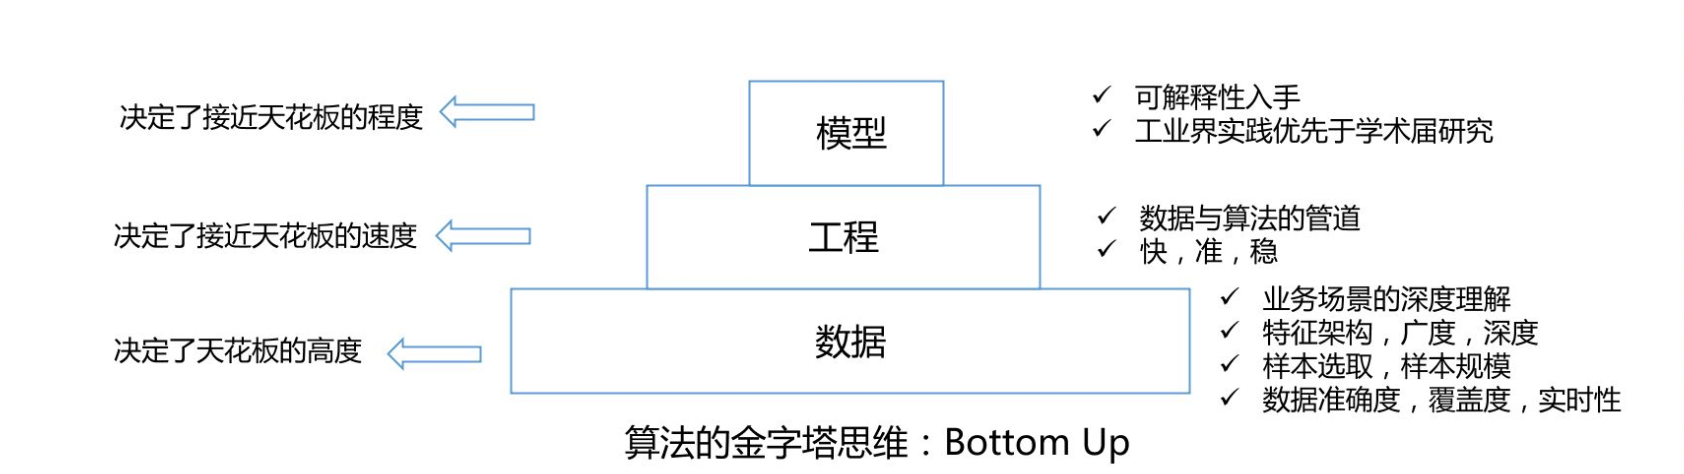 决定了接近天花板的程度
模型
✓ 可解释性入手
✓ 工业界实践优先于学术届研究
决定了接近天花板的速度
工程
✓ 数据与算法的管道
✓ 快，准，稳
决定了天花板的高度
数据
✓ 业务场景的深度理解
✓ 特征架构，广度，深度
✓ 样本选取，样本规模
✓ 数据准确度，覆盖度，实时性
算法的金字塔思维：Bottom Up